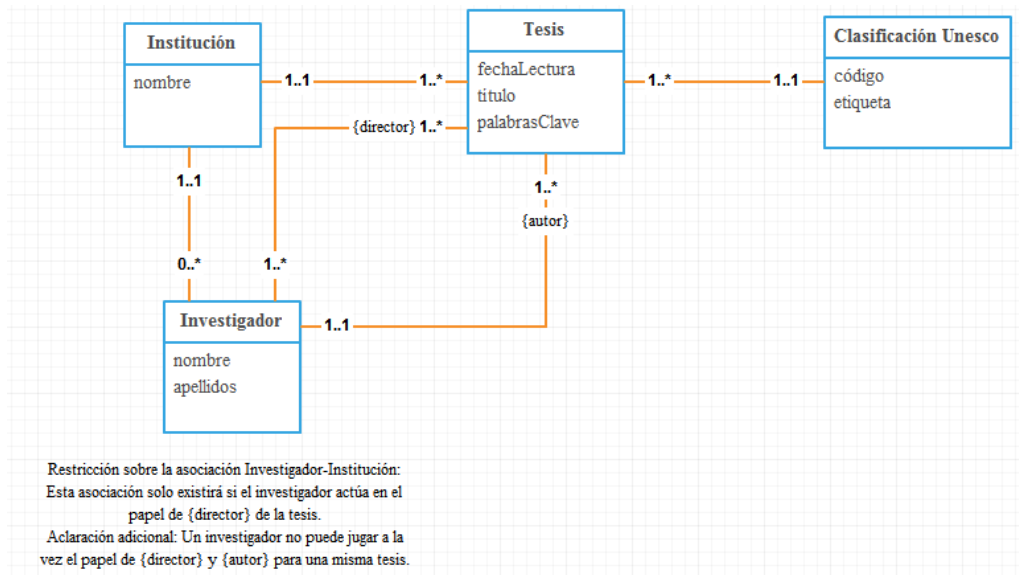 Institución
nombre
1..1
1..*
Tesis
fechaLectura
titulo
palabrasClave
1..*
1..1
Clasificación Unesco
código
etiqueta
{director} 1..*
1..1
1..*
{autor}
0..*
1..*
Investigador
nombre
apellidos
1..1
Restricción sobre la asociación Investigador-Institución:
Esta asociación solo existirá si el investigador actúa en el
papel de {director} de la tesis.
Aclaración adicional: Un investigador no puede jugar a la
vez el papel de {director} y {autor} para una misma tesis.